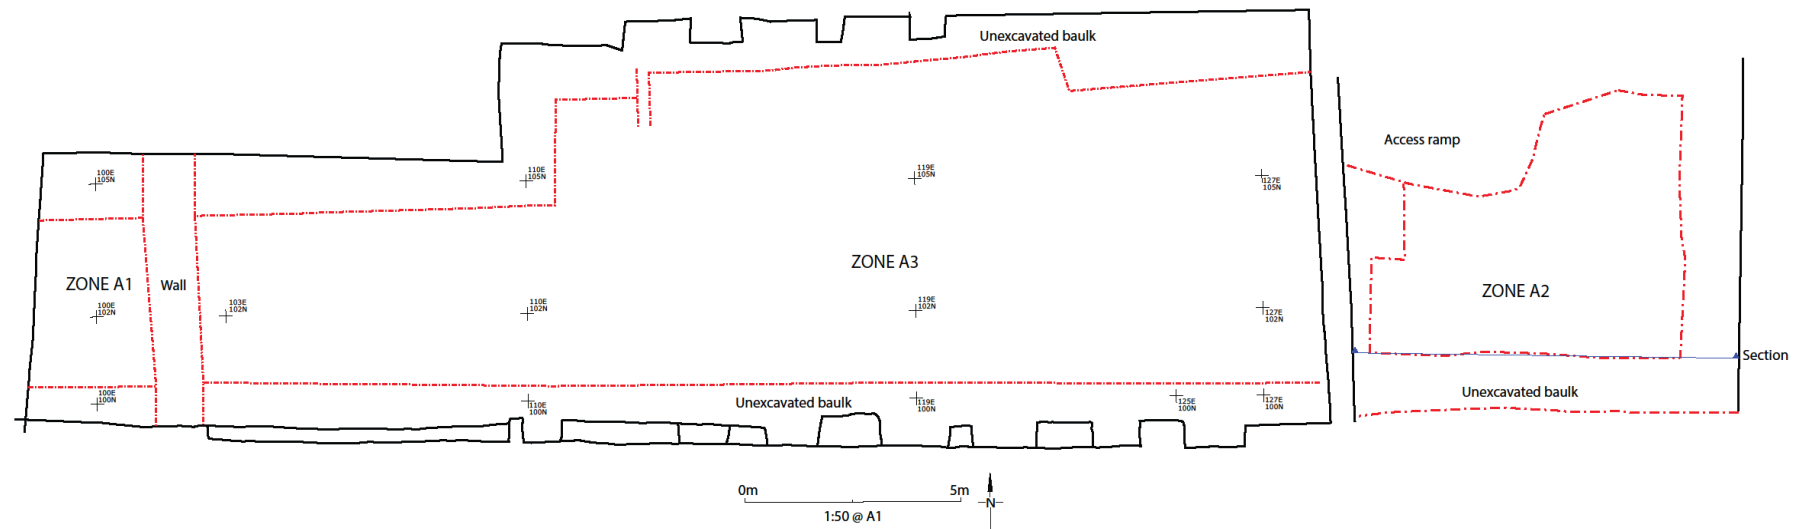 Unexcavated baulk
Access ramp
100E
105N
110E
105N
119E
105N
127E
105N
ZONE A1
Wall
ZONE A3
ZONE A2
100E
102N
103E
102N
110E
102N
119E
102N
127E
102N
Section
100E
100N
110E
100N
Unexcavated baulk
119E
100N
125E
100N
127E
100N
Unexcavated baulk
0m
5m
N
1:50 @ A1